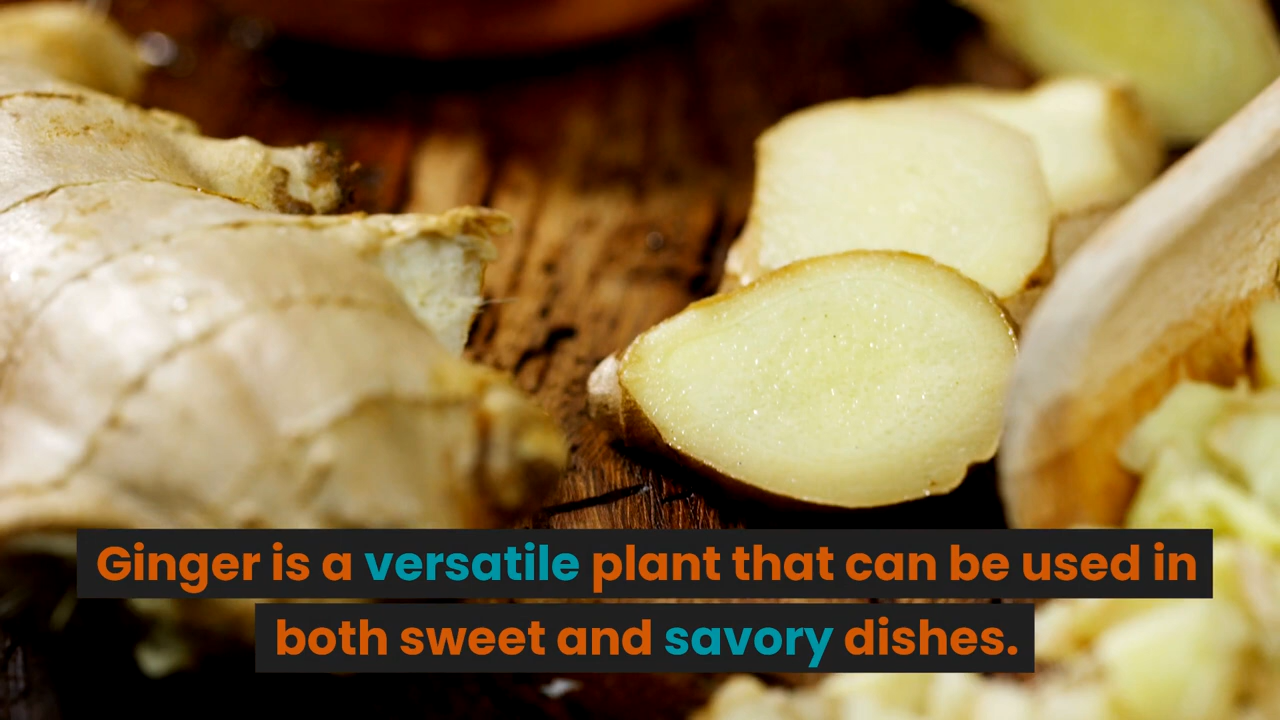 Ginger is a versatile plant that can be used in
both sweet and savory dishes.